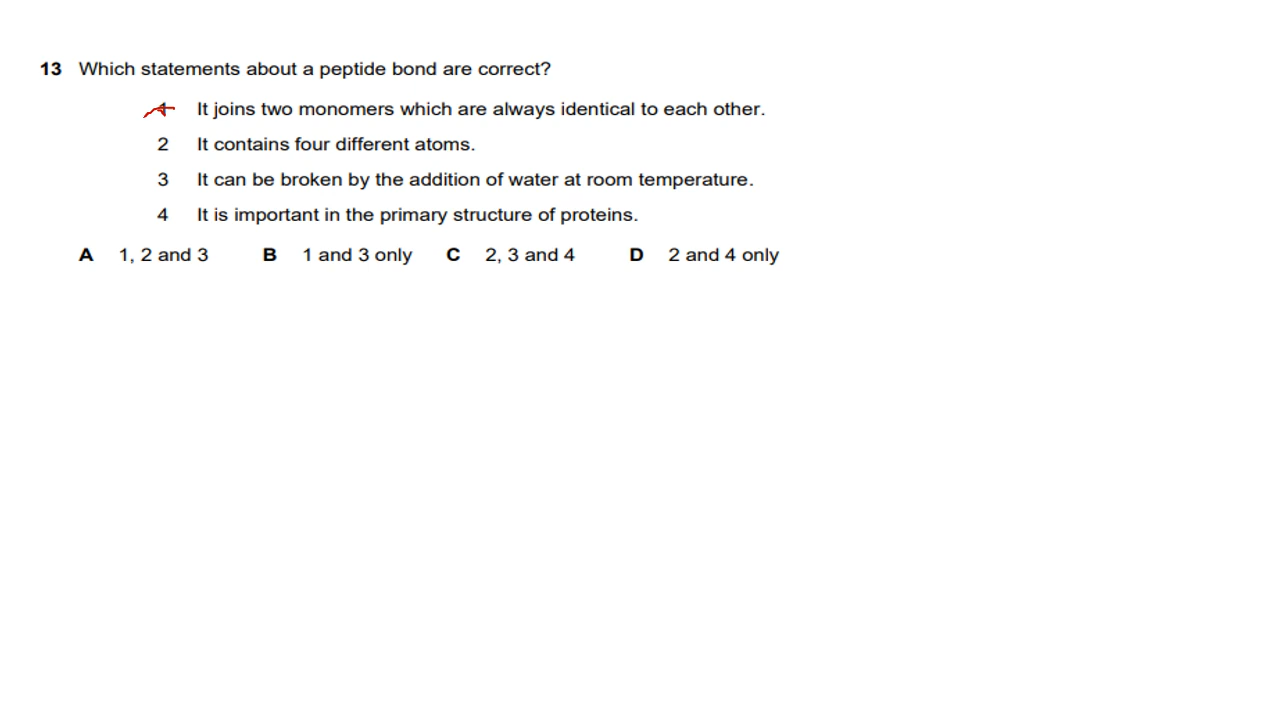 13 Which statements about a peptide bond are correct?
1 It joins two monomers which are always identical to each other.
2 It contains four different atoms.
3 It can be broken by the addition of water at room temperature.
4 It is important in the primary structure of proteins.
A 1, 2 and 3 B 1 and 3 only C 2, 3 and 4 D 2 and 4 only